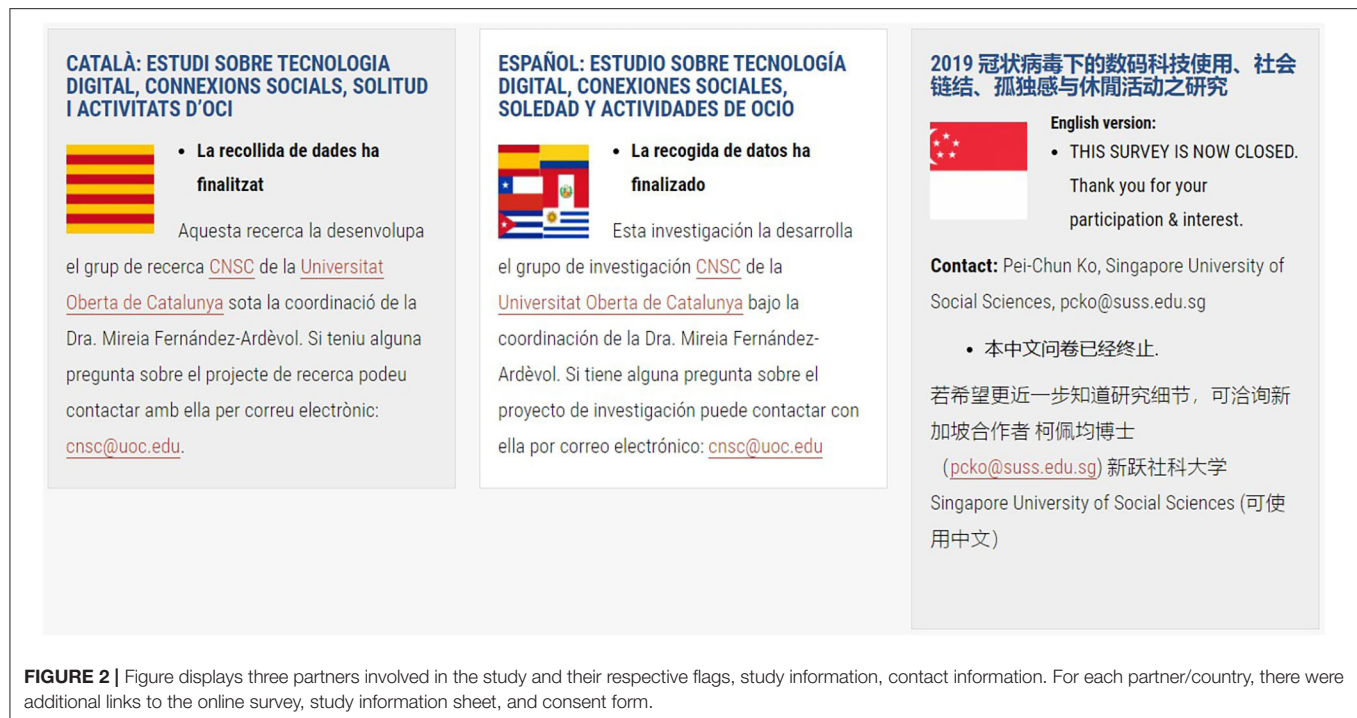 CATALÀ: ESTUDI SOBRE TECNOLOGIA
DIGITAL, CONNEXIONS SOCIALS, SOLITUD
I ACTIVITATS D'OCI
• La recollida de dades ha
finalitzat
Aquesta recerca la desenvolupa
el grup de recerca CNSC de la Universitat
Oberta de Catalunya sota la coordinació de la
Dra. Mireia Fernández-Ardèvol. Si teniu alguna
pregunta sobre el projecte de recerca podeu
contactar amb ella per correu electrònic:
cnsc@uoc.edu.
ESPAÑOL: ESTUDIO SOBRE TECNOLOGÍA
DIGITAL, CONEXIONES SOCIALES,
SOLEDAD Y ACTIVIDADES DE OCIO
• La recogida de datos ha
finalizado
Esta investigación la desarrolla
el grupo de investigación CNSC de la
Universitat Oberta de Catalunya bajo la
coordinación de la Dra. Mireia Fernández-
Ardèvol. Si tiene alguna pregunta sobre el
proyecto de investigación puede contactar con
ella por correo electrónico: cnsc@uoc.edu
2019 冠状病毒下的数码科技使用、社会
链结、孤独感与休閒活动之研究
English version:
• THIS SURVEY IS NOW CLOSED.
Thank you for your
participation & interest.
Contact: Pei-Chun Ko, Singapore University of
Social Sciences, pcko@suss.edu.sg
• 本中文问卷已经终止.
若希望更近一步知道研究细节，可洽询新
加坡合作者 柯佩均博士
（pcko@suss.edu.sg) 新跃社科大学
Singapore University of Social Sciences (可使
用中文）
FIGURE 2 | Figure displays three partners involved in the study and their respective flags, study information, contact information. For each partner/country, there were
additional links to the online survey, study information sheet, and consent form.